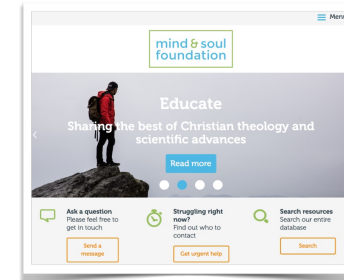 Menu
mind & soul
foundation
Educate
Sharing the best of Christian theology and
scientific advances
Read more
Ask a question
Please feel free to
get in touch
Send a
message
Struggling right
now?
Find out who to
contact
Get urgent help
Search resources
Search our entire
database
Search